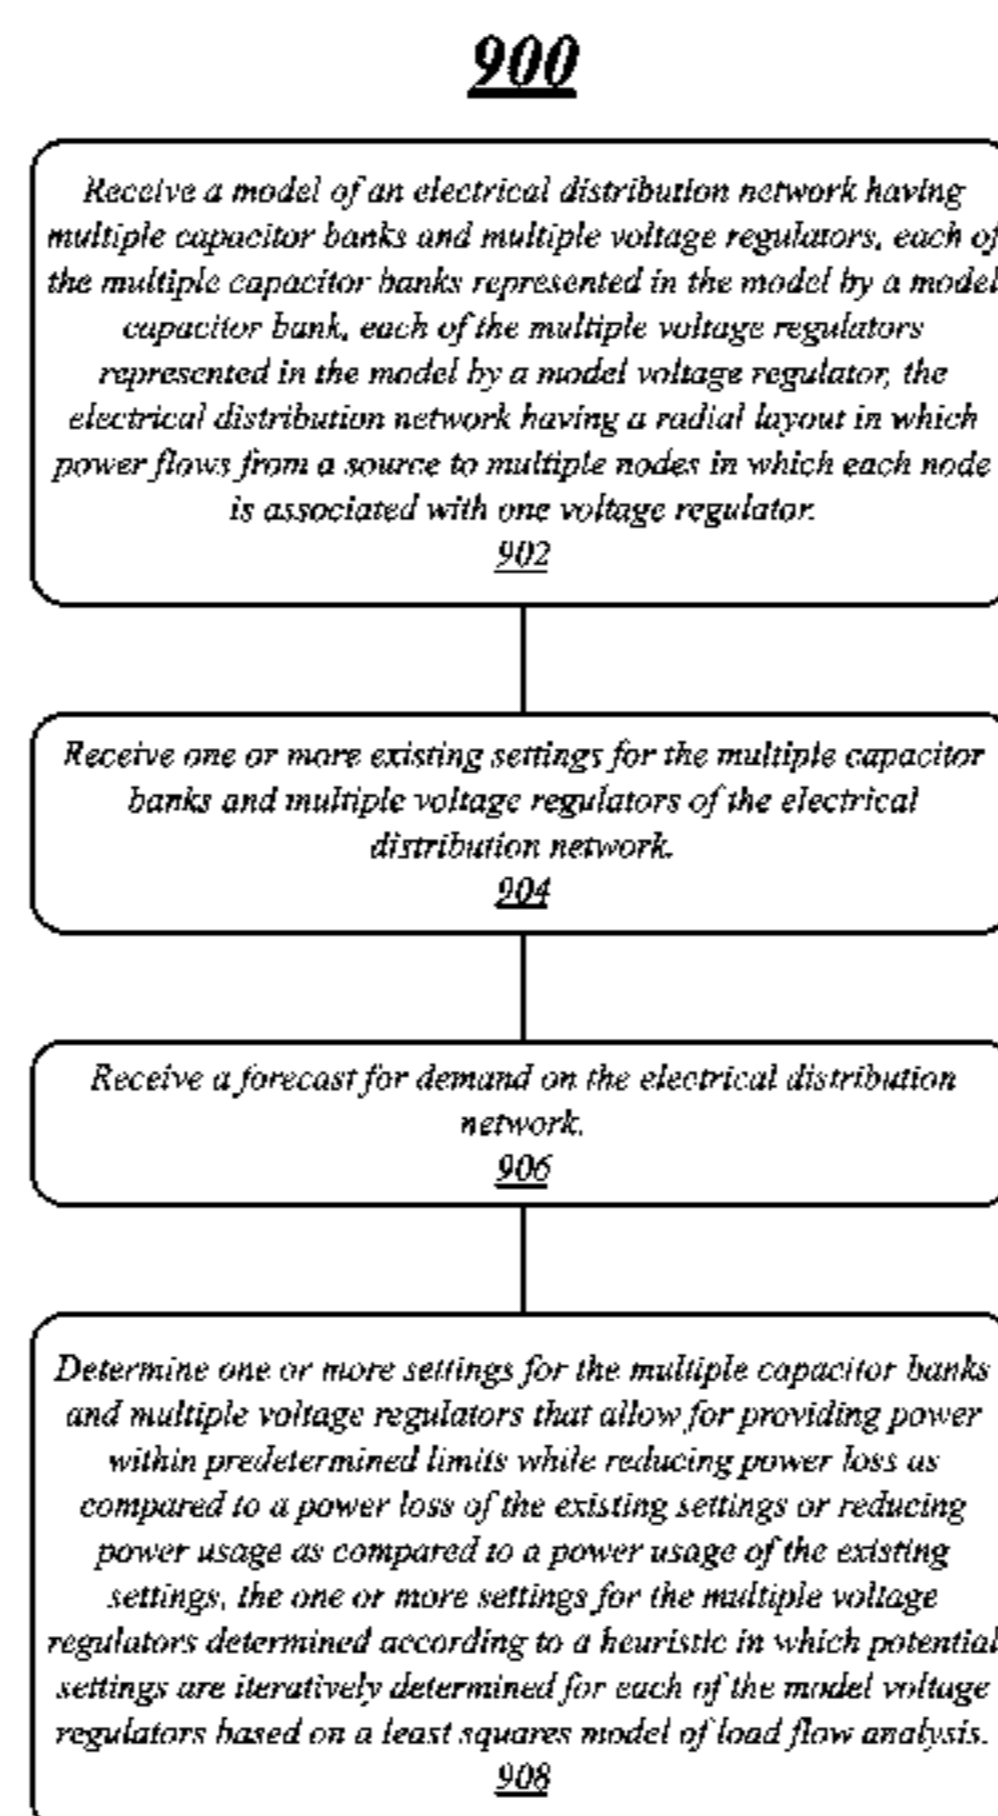 900
Receive a model of an electrical distribution network having
multiple capacitor banks and multiple voltage regulators, each of
the multiple capacitor banks represented in the model by a model
capacitor bank, each of the multiple voltage regulators
represented in the model by a model voltage regulator, the
electrical distribution network having a radial layout in which
power flows from a source to multiple nodes in which each node
is associated with one voltage regulator.
902
Receive one or more existing settings for the multiple capacitor
banks and multiple voltage regulators of the electrical
distribution network.
904
Receive a forecast for demand on the electrical distribution
network.
906
Determine one or more settings for the multiple capacitor banks
and multiple voltage regulators that allow for providing power
within predetermined limits while reducing power loss as
compared to a power loss of the existing settings or reducing
power usage as compared to a power usage of the existing
settings, the one or more settings for the multiple voltage
regulators determined according to a heuristic in which potential
settings are iteratively determined for each of the model voltage
regulators based on a least squares model of load flow analysis.
908